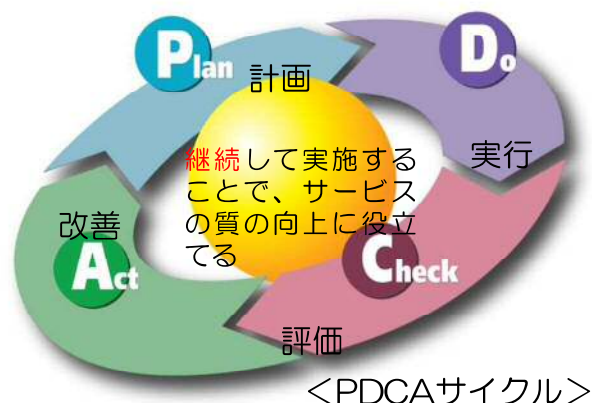 Plan
計画
Do
実行
継続して実施する
ことで、サービス
の質の向上に役立
てる
改善
Act
Check
評価
＜PDCAサイクル＞